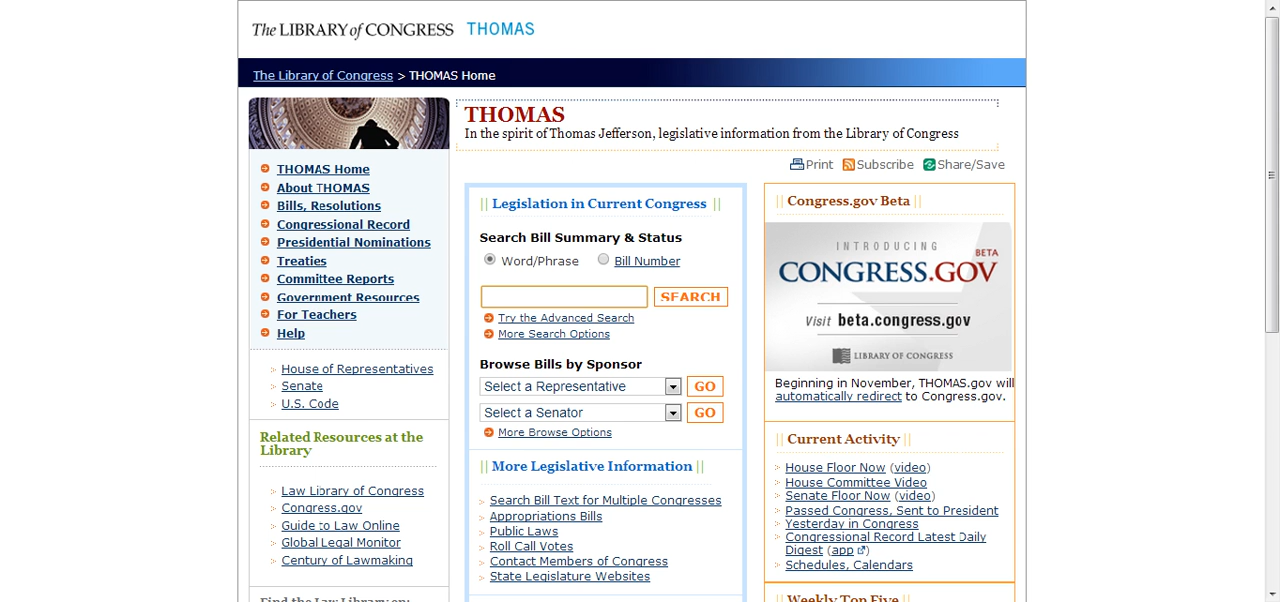 The LIBRARY of CONGRESS THOMAS
The Library of Congress > THOMAS Home
THOMAS
In the spirit of Thomas Jefferson, legislative information from the Library of Congress
Print Subscribe Share/Save
THOMAS Home
About THOMAS
Bills, Resolutions
Congressional Record
Presidential Nominations
Treaties
Committee Reports
Government Resources
For Teachers
Help
House of Representatives
Senate
U.S. Code
Related Resources at the
Library
Law Library of Congress
Congress.gov
Guide to Law Online
Global Legal Monitor
Century of Lawmaking
Find the Law Library on:
|| Legislation in Current Congress ||
Search Bill Summary & Status
Word/Phrase Bill Number
SEARCH
Try the Advanced Search
More Search Options
Browse Bills by Sponsor
Select a Representative GO
Select a Senator GO
More Browse Options
|| More Legislative Information ||
Search Bill Text for Multiple Congresses
Appropriations Bills
Public Laws
Roll Call Votes
Contact Members of Congress
State Legislature Websites
|| Congress.gov Beta ||
INTRODUCING
BETA
CONGRESS.GOV
Visit beta.congress.gov
LIBRARY OF CONGRESS
Beginning in November, THOMAS.gov will
automatically redirect to Congress.gov.
|| Current Activity ||
House Floor Now (video)
House Committee Video
Senate Floor Now (video)
Passed Congress, Sent to President
Yesterday in Congress
Congressional Record Latest Daily
Digest (app)
Schedules, Calendars
Weekly Top Five